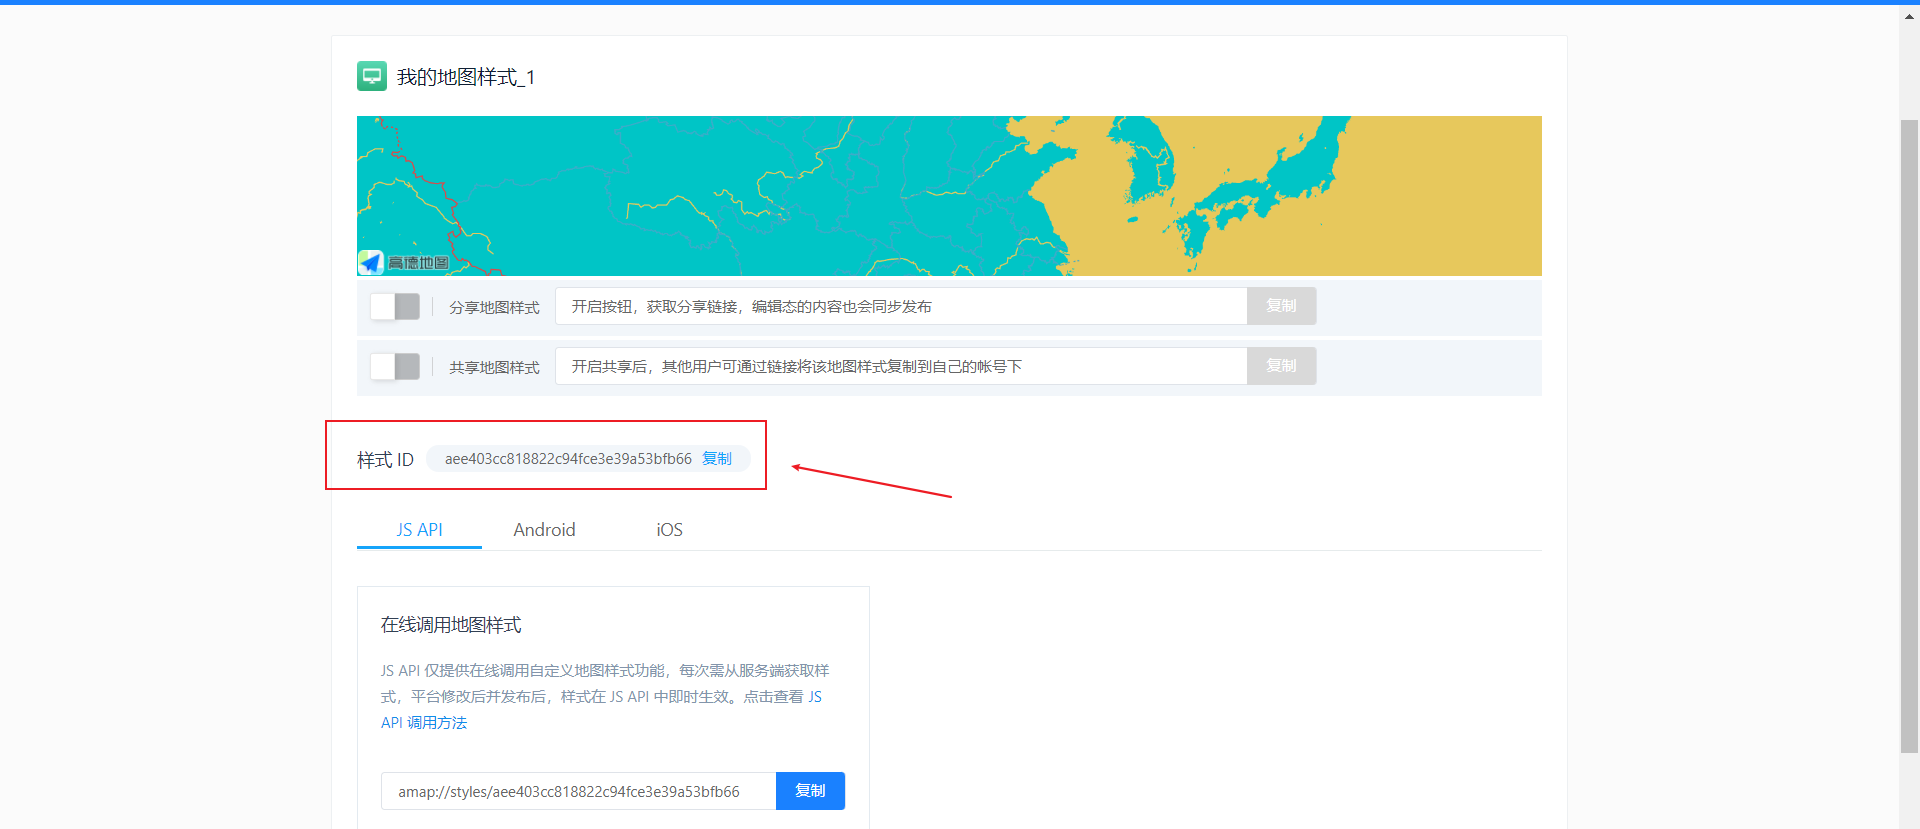 我的地图样式_1
高德地图
分享地图样式 开启按钮，获取分享链接，编辑态的内容也会同步发布 复制
共享地图样式 开启共享后，其他用户可通过链接将该地图样式复制到自己的帐号下 复制
样式 ID aee403cc818822c94fce3e39a53bfb66 复制
JS API Android iOS
在线调用地图样式
JS API 仅提供在线调用自定义地图样式功能，每次需从服务端获取样
式，平台修改后并发布后，样式在 JS API 中即时生效。点击查看 JS
API 调用方法
amap://styles/aee403cc818822c94fce3e39a53bfb66 复制